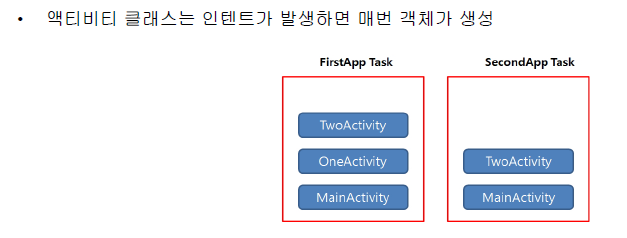 • 액티비티 클래스는 인텐트가 발생하면 매번 객체가 생성
FirstApp Task
SecondApp Task
TwoActivity
OneActivity
MainActivity
TwoActivity
MainActivity